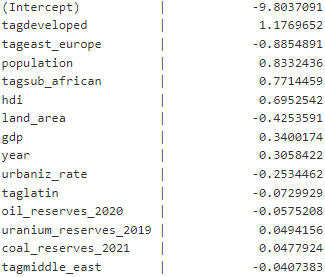 (Intercept) | -9.8037091
tagdeveloped | 1.1769652
tageast_europe | -0.8854891
population | 0.8332436
tagsub_african | 0.7714459
hdi | 0.6952542
land_area | -0.4253591
gdp | 0.3400174
year | 0.3058422
urbaniz_rate | -0.2534462
taglatin | -0.0729929
oil_reserves_2020 | -0.0575208
uranium_reserves_2019 | 0.0494156
coal_reserves_2021 | 0.0477924
tagmiddle_east | -0.0407383